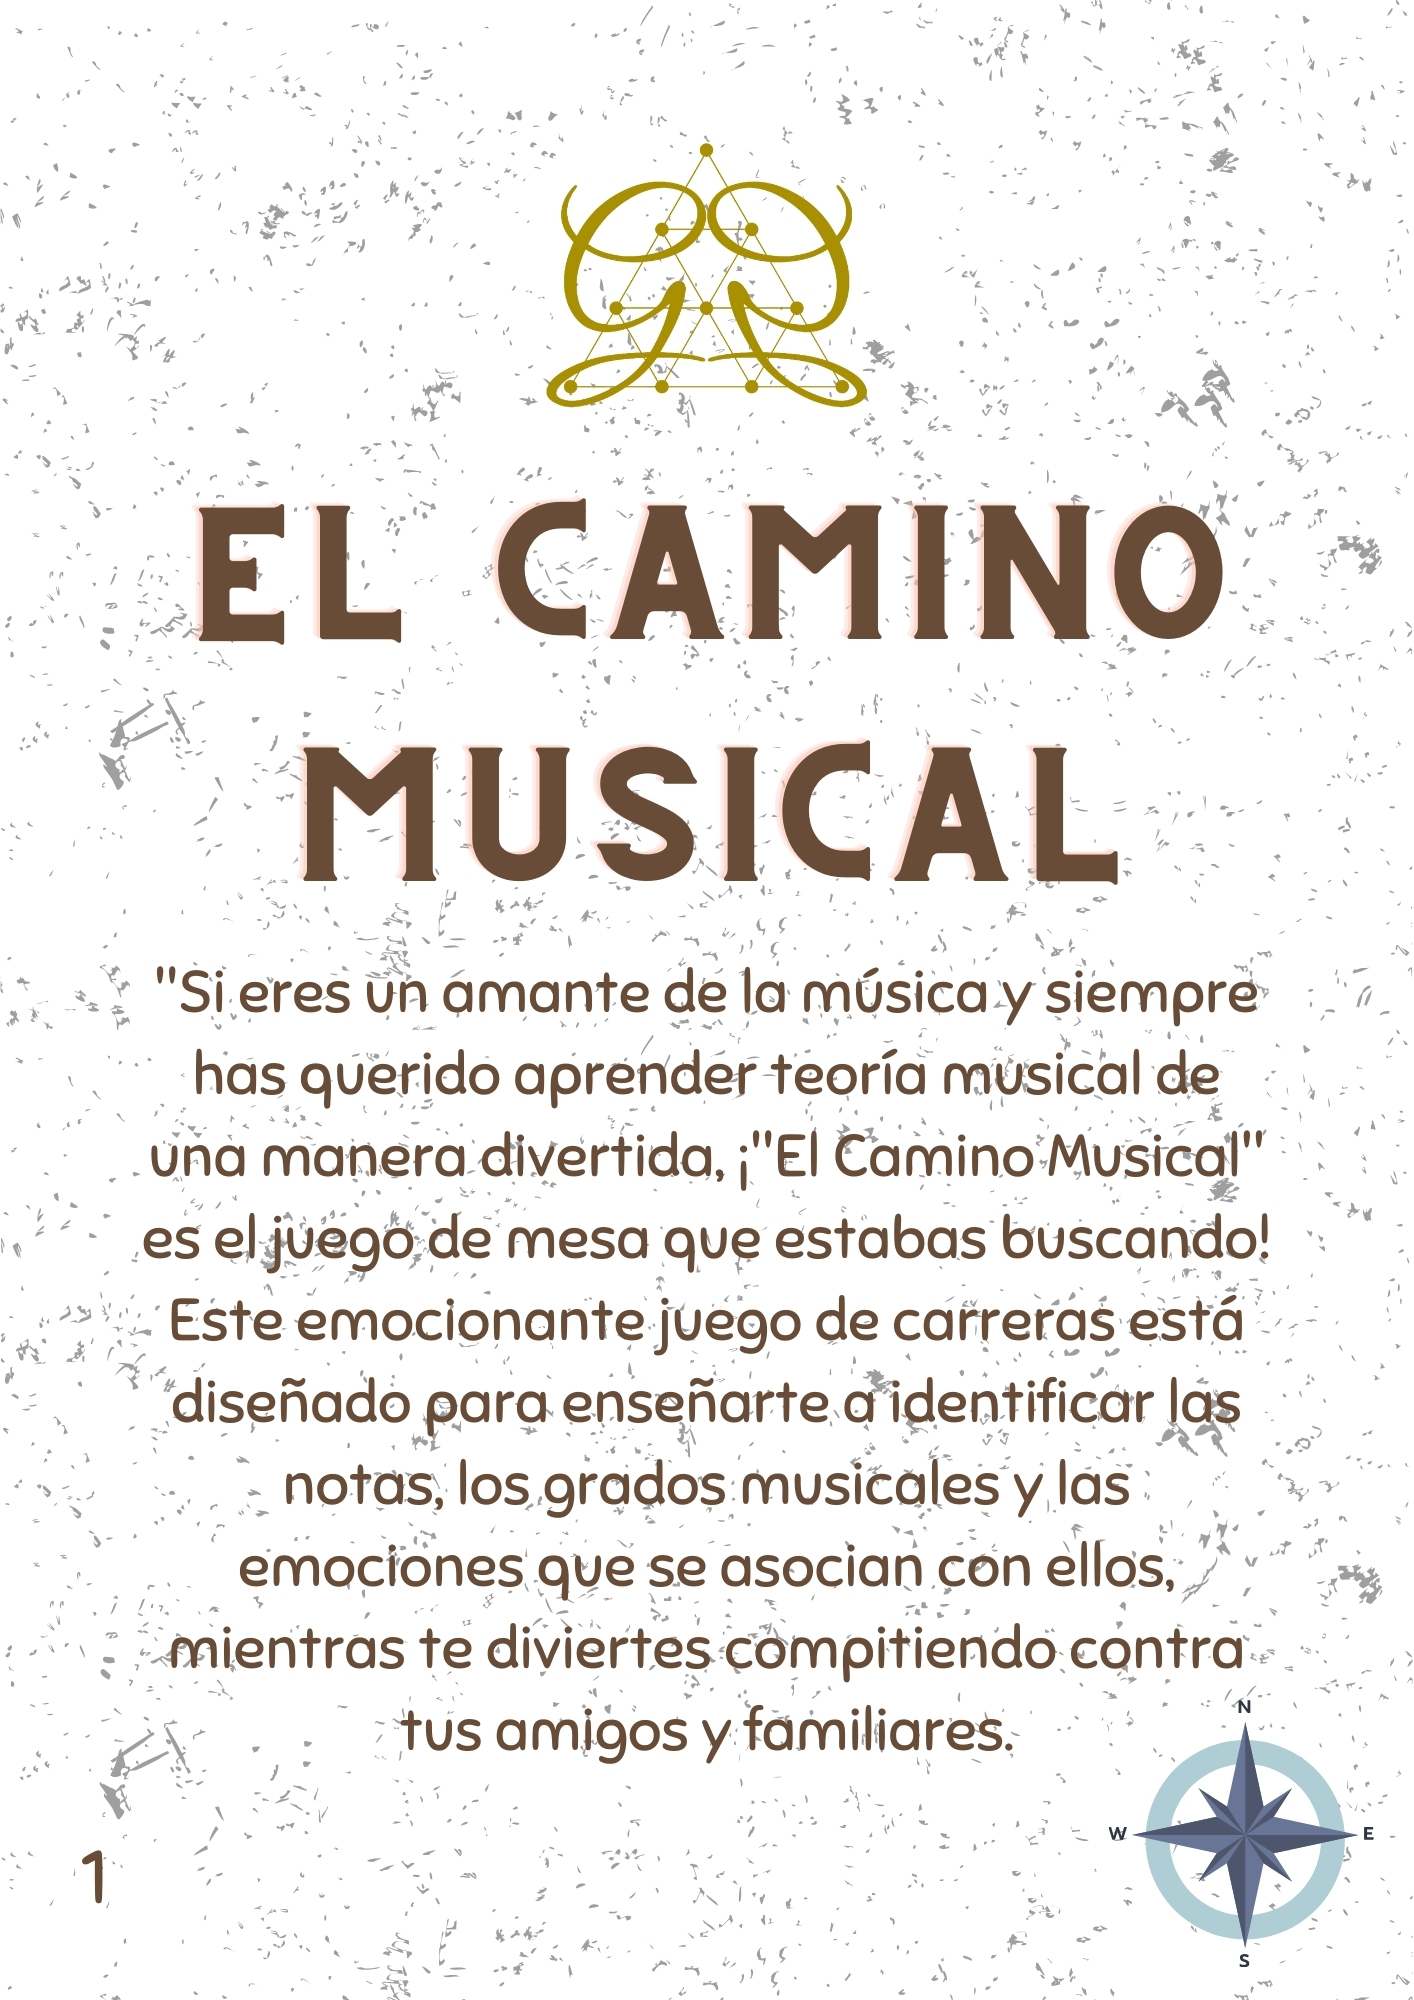 EL CAMINO
MUSICAL
"Si eres un amante de la música y siempre
has querido aprender teoría musical de
una manera divertida, ¡"El Camino Musical"
es el juego de mesa que estabas buscando!
Este emocionante juego de carreras está
diseñado para enseñarte a identificar las
notas, los grados musicales y las
emociones que se asocian con ellos,
mientras te diviertes compitiendo contra
tus amigos y familiares.
N
W
E
S
1